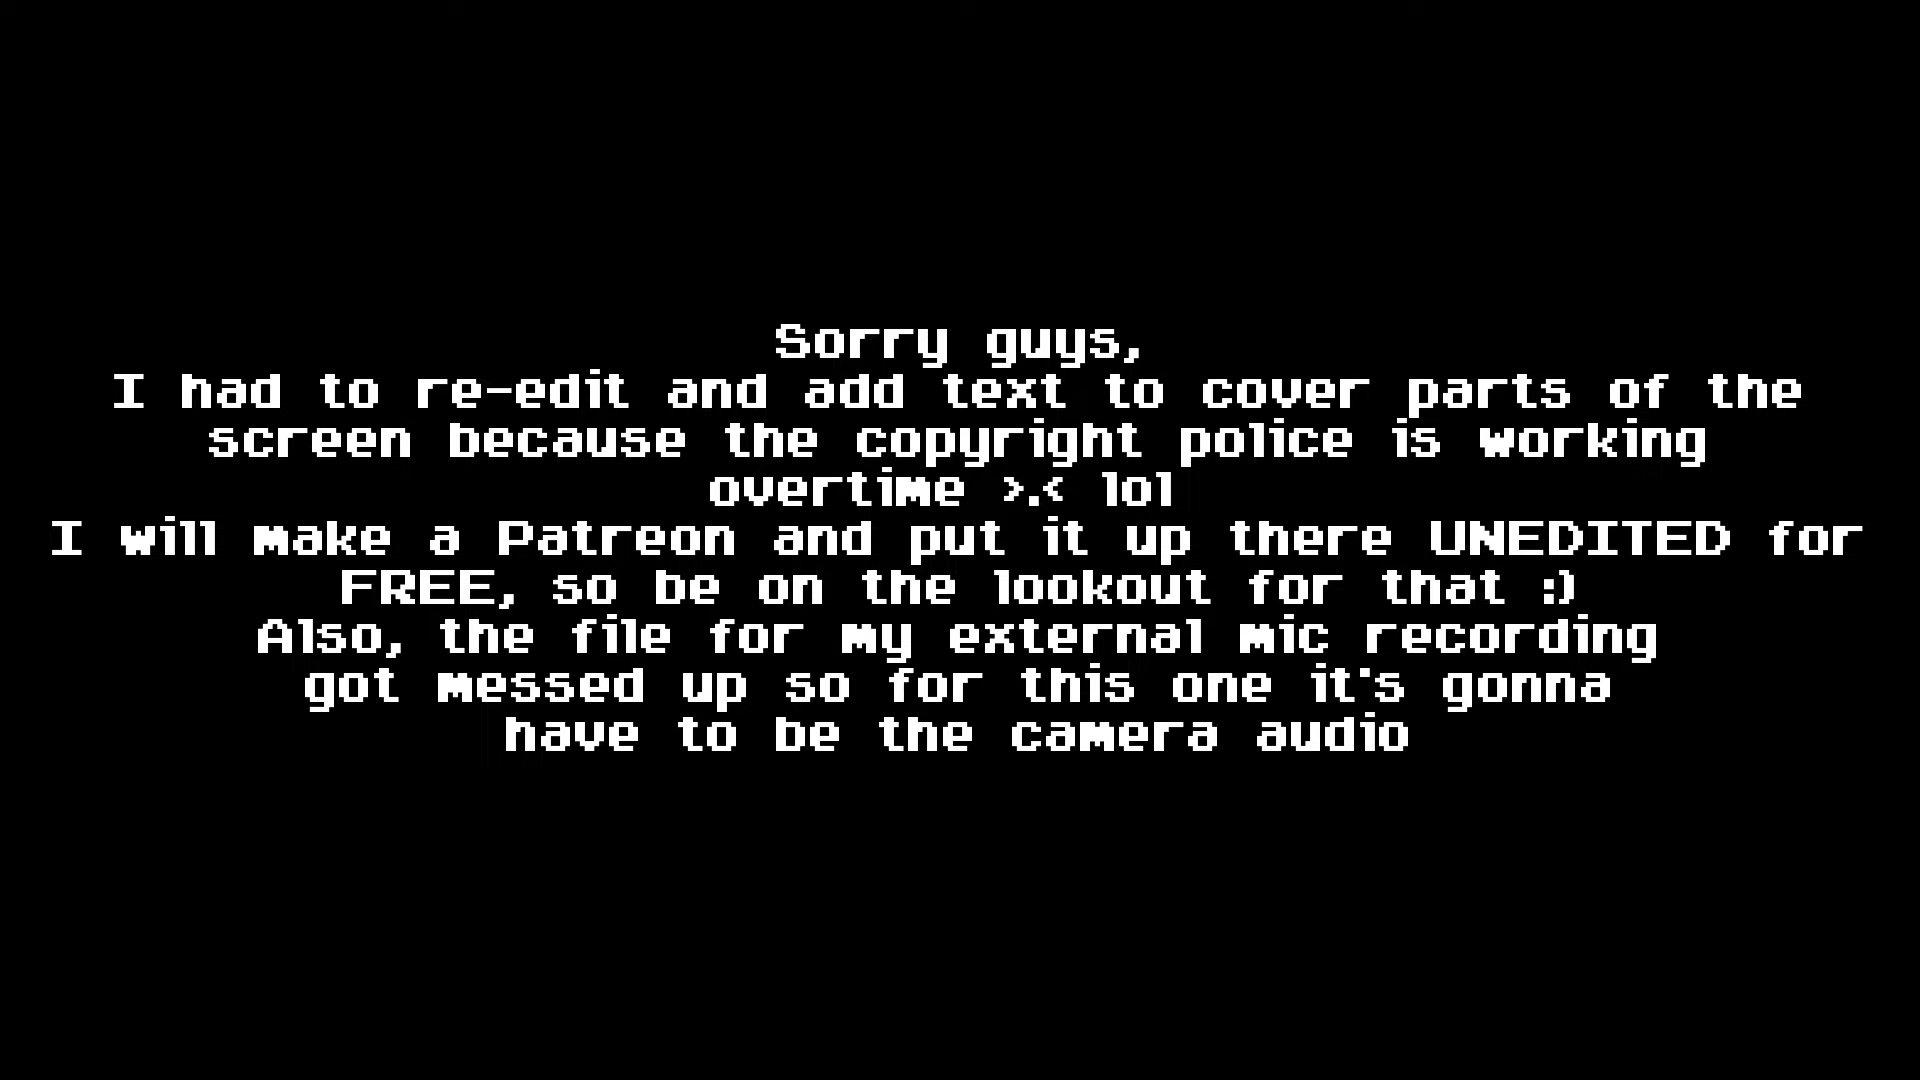 Sorry guys,
I had to re-edit and add text to cover parts of the
screen because the copyright police is working
overtime >.< lol
I will make a Patreon and put it up there UNEDITED for
FREE, so be on the lookout for that :)
Also, the file for my external mic recording
got messed up so for this one it's gonna
have to be the camera audio